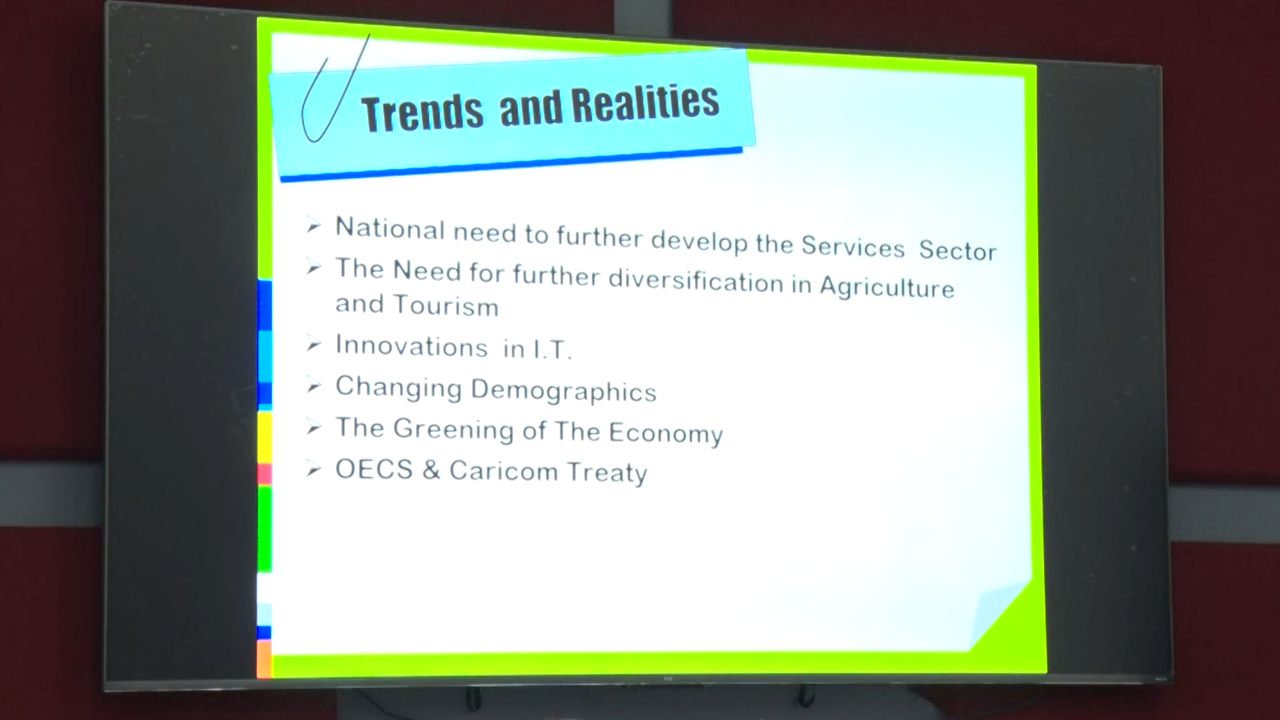 Trends and Realities
➢ National need to further develop the Services Sector
➢ The Need for further diversification in Agriculture
and Tourism
➢ Innovations in I.T.
➢ Changing Demographics
➢ The Greening of The Economy
➢ OECS & Caricom Treaty